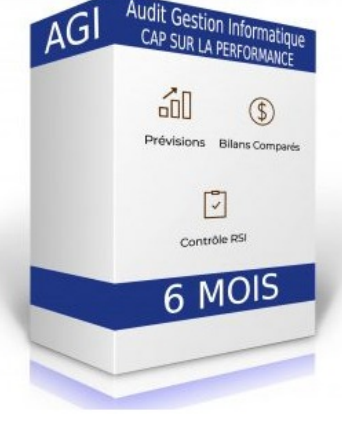 AGI
Audit Gestion Informatique
CAP SUR LA PERFORMANCE
Prévisions
Bilans Comparés
Contrôle RSI
6 MOIS